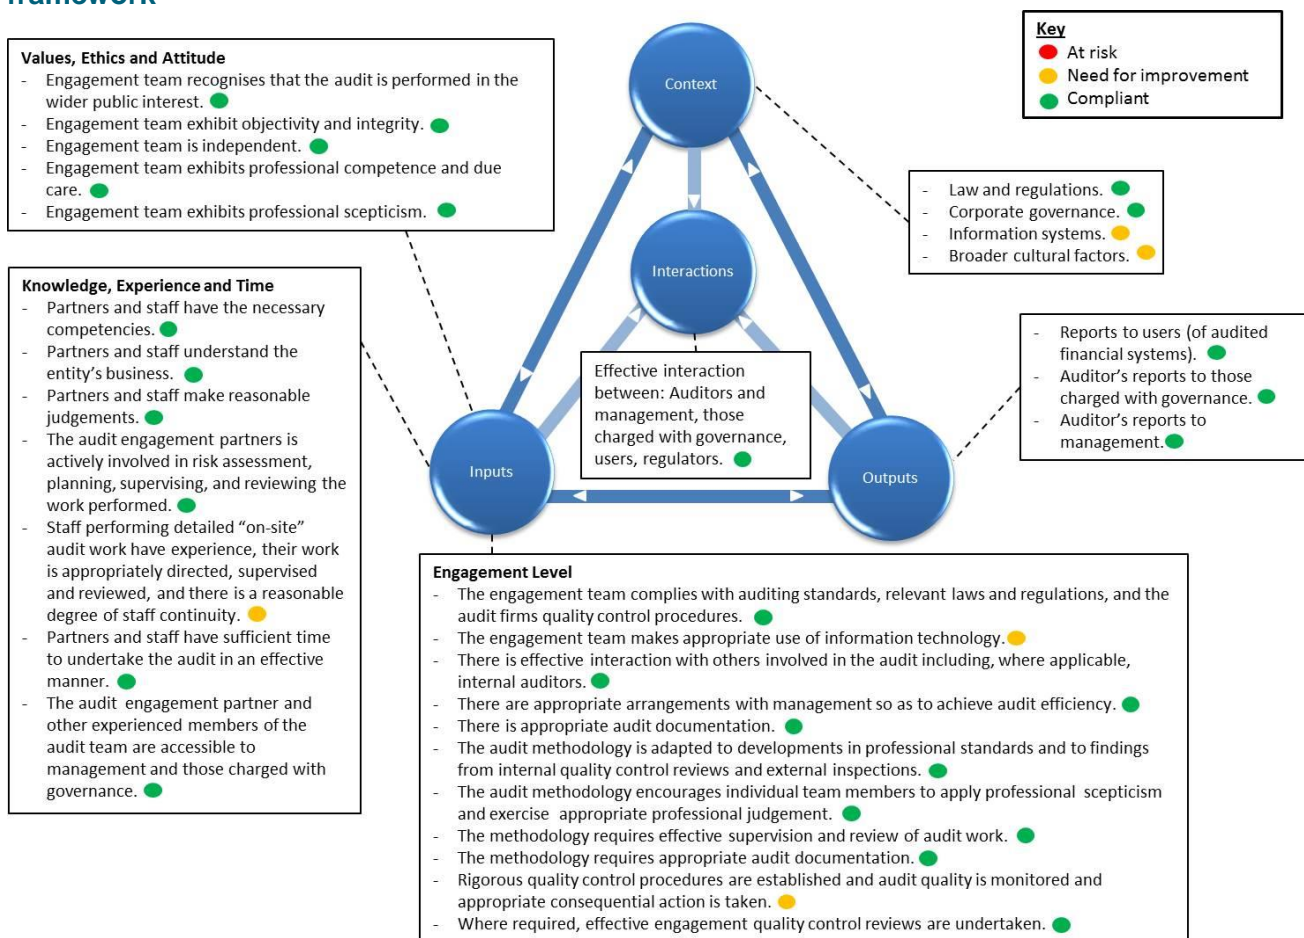 framework
Values, Ethics and Attitude
- Engagement team recognises that the audit is performed in the
wider public interest.
- Engagement team exhibit objectivity and integrity.
- Engagement team is independent.
- Engagement team exhibits professional competence and due
care.
- Engagement team exhibits professional scepticism.
Knowledge, Experience and Time
- Partners and staff have the necessary
competencies.
- Partners and staff understand the
entity's business.
- Partners and staff make reasonable
judgements.
- The audit engagement partners is
actively involved in risk assessment,
planning, supervising, and reviewing the
work performed.
- Staff performing detailed “on-site”
audit work have experience, their work
is appropriately directed, supervised
and reviewed, and there is a reasonable
degree of staff continuity.
- Partners and staff have sufficient time
to undertake the audit in an effective
manner.
- The audit engagement partner and
other experienced members of the
audit team are accessible to
management and those charged with
governance.
Context
Interactions
Effective interaction
between: Auditors and
management, those
charged with governance,
users, regulators.
Inputs
Outputs
Key
At risk
Need for improvement
Compliant
- Law and regulations.
- Corporate governance.
- Information systems.
- Broader cultural factors.
- Reports to users (of audited
financial systems).
- Auditor's reports to those
charged with governance.
- Auditor's reports to
management.
Engagement Level
- The engagement team complies with auditing standards, relevant laws and regulations, and the
audit firms quality control procedures.
- The engagement team makes appropriate use of information technology.
- There is effective interaction with others involved in the audit including, where applicable,
internal auditors.
- There are appropriate arrangements with management so as to achieve audit efficiency.
- There is appropriate audit documentation.
- The audit methodology is adapted to developments in professional standards and to findings
from internal quality control reviews and external inspections.
- The audit methodology encourages individual team members to apply professional scepticism
and exercise appropriate professional judgement.
- The methodology requires effective supervision and review of audit work.
- The methodology requires appropriate audit documentation.
- Rigorous quality control procedures are established and audit quality is monitored and
appropriate consequential action is taken.
- Where required, effective engagement quality control reviews are undertaken.